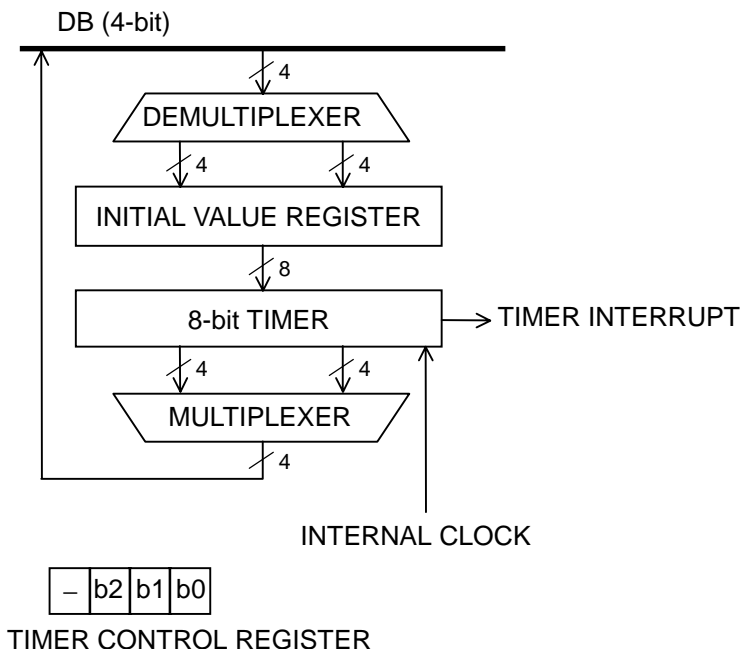 DB (4-bit)
4
DEMULTIPLEXER
4 4
INITIAL VALUE REGISTER
8
8-bit TIMER
TIMER INTERRUPT
4 4
MULTIPLEXER
4
INTERNAL CLOCK
– b2 b1 b0
TIMER CONTROL REGISTER